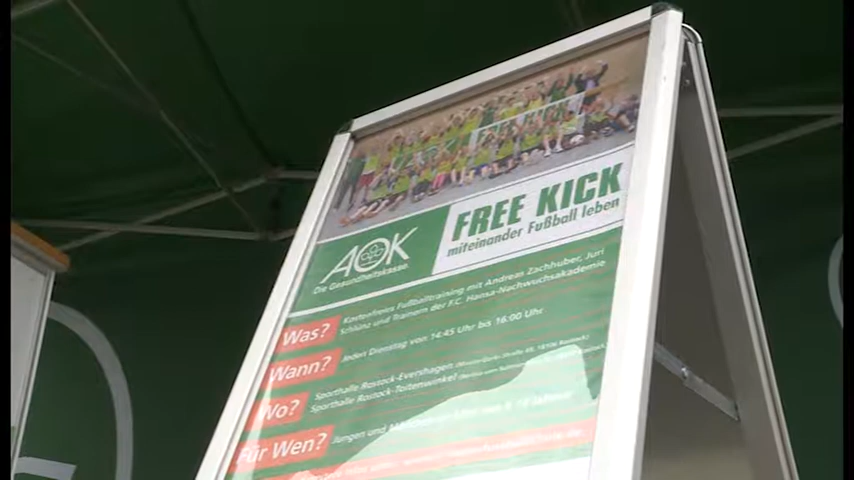 FREE KICK
miteinander Fußball leben
AOK
Die Gesundheitskasse.
Kostenfreies Fußballtraining mit Andreas Zachhuber, Juri
Schlünz und Trainern der F.C. Hansa-Nachwuchsakademie
Was?
Wann? Jeden Dienstag von 14:45 Uhr bis 16:00 Uhr
Wo? Sporthalle Rostock-Evershagen
Sporthalle Rostock-Toitenwinkel
Für Wen? Jungen und